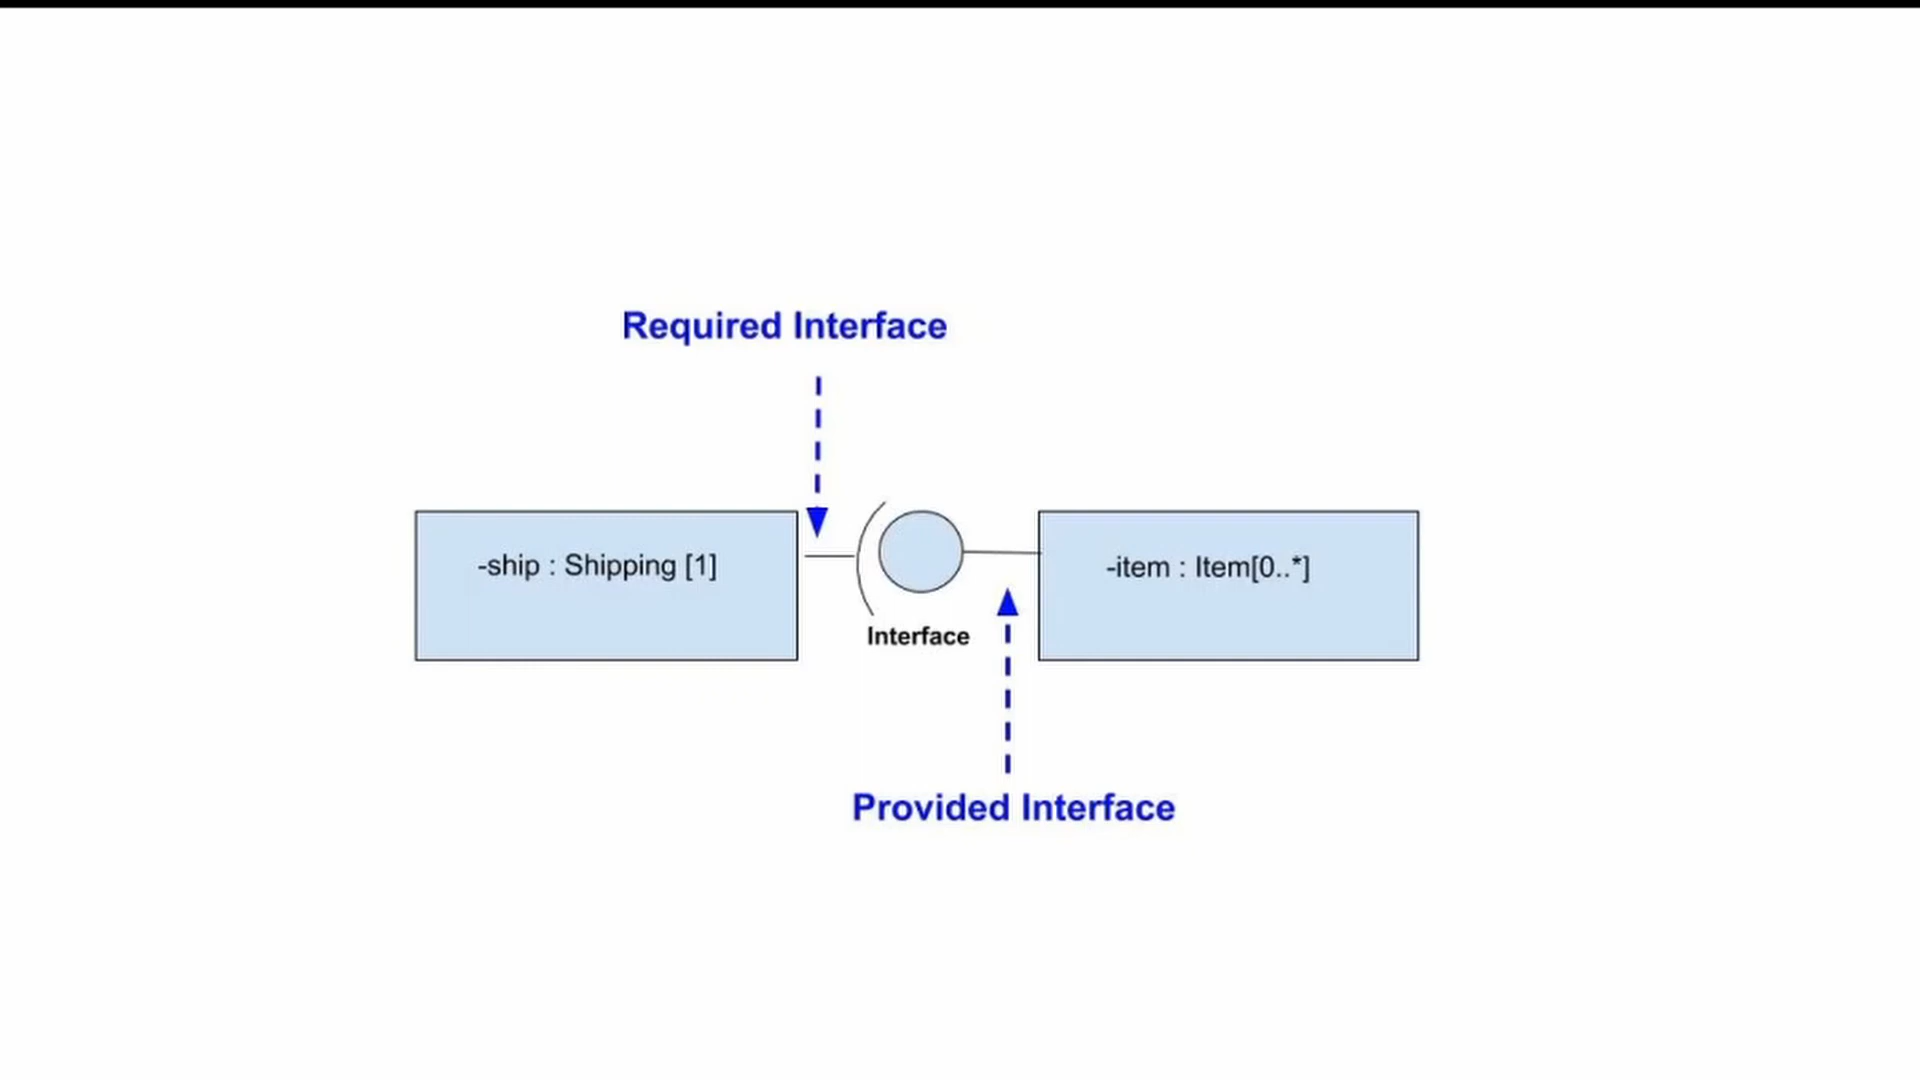 Required Interface
-ship : Shipping [1]
-item : Item[0..*]
Interface
Provided Interface